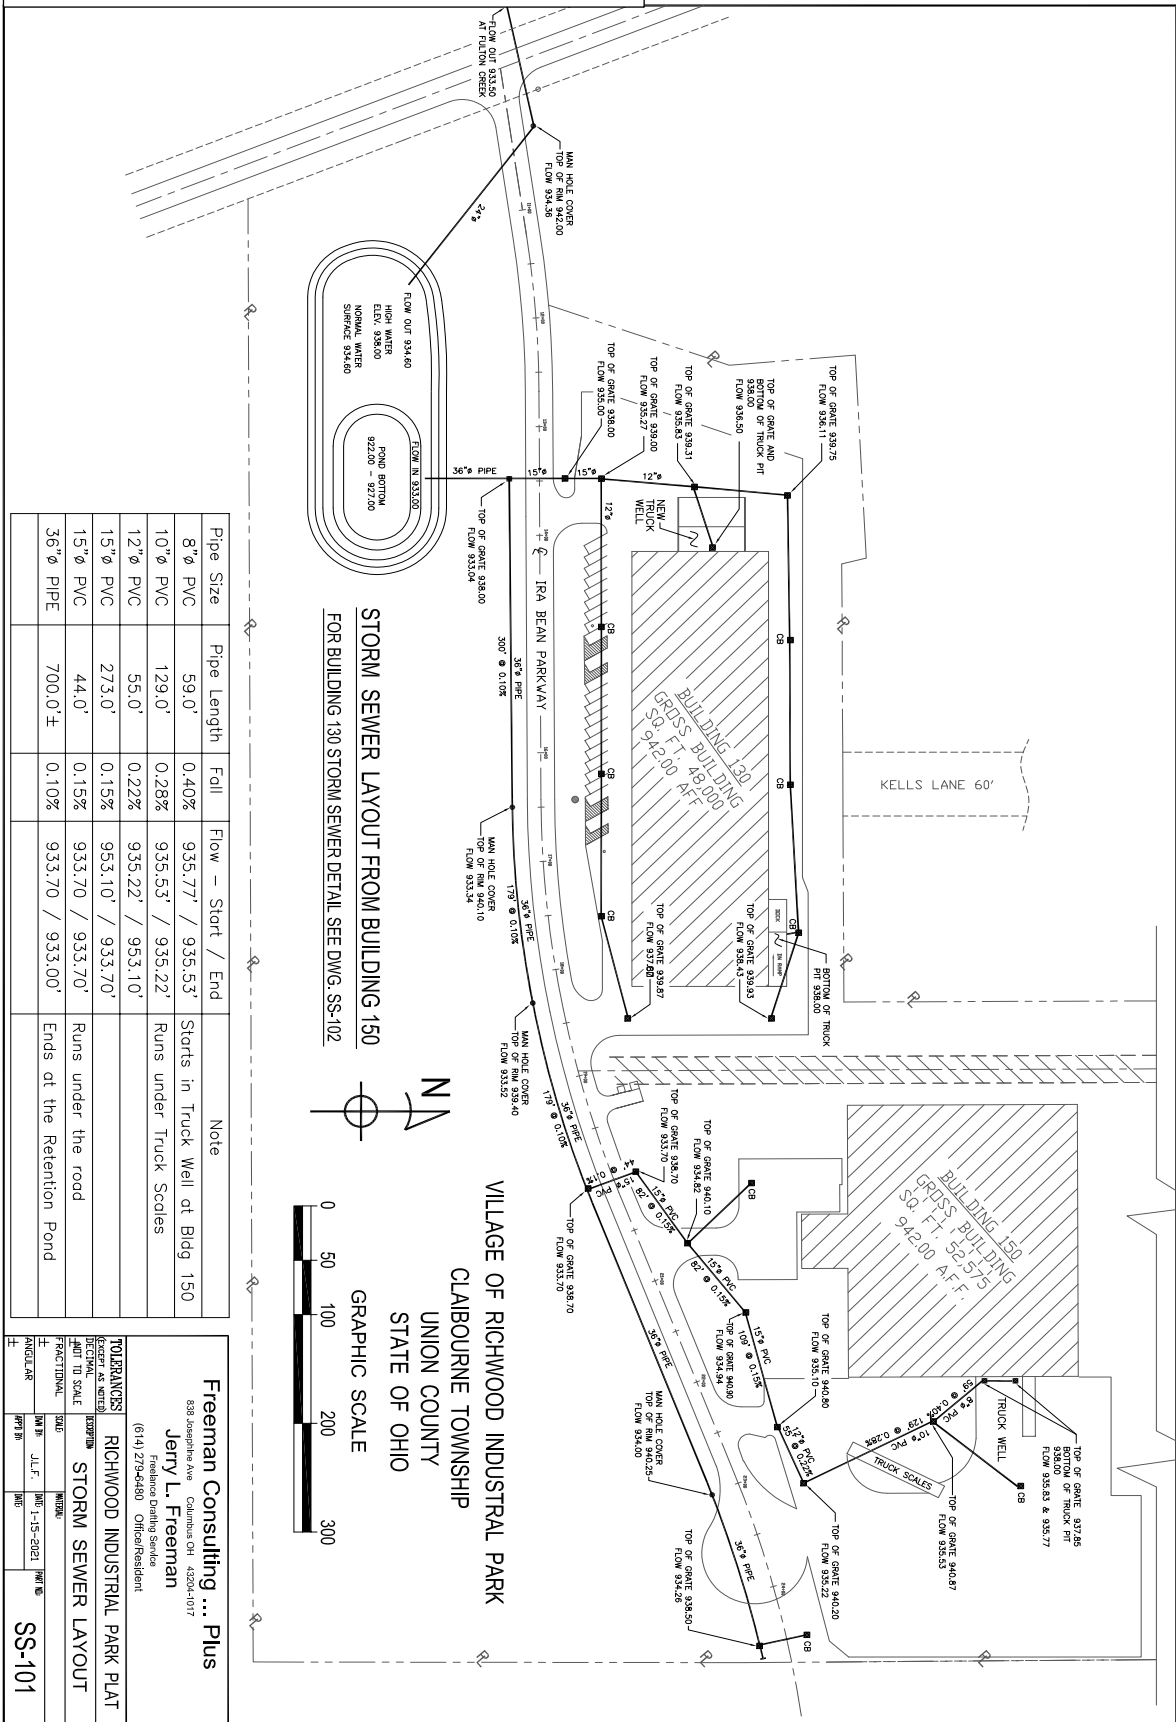 FLOW OUT 933.50
AT FULTON CREEK
MAN HOLE COVER
TOP OF RIM 942.00
FLOW 934.36
24"ø
FLOW OUT 934.60
HIGH WATER
ELEV. 938.00
NORMAL WATER
SURFACE 934.60
FLOW IN 933.00
POND BOTTOM
922.00 - 927.00
TOP OF GRATE 939.75
FLOW 936.11
TOP OF GRATE AND
BOTTOM OF TRUCK PIT
938.00
FLOW 936.50
TOP OF GRATE 939.31
FLOW 935.83
TOP OF GRATE 939.00
FLOW 935.27
TOP OF GRATE 938.00
FLOW 935.00
36"ø PIPE
15"ø
15"ø
12"ø
12"ø
NEW
TRUCK
WELL
TOP OF GRATE 938.00
FLOW 933.04
CB
CB
CB
CB
CB
CB
BUILDING 130
GROSS BUILDING
SQ. FT. 48,000
942.00 AFF
KELLS LANE 60'
DOCK
IN RAMP
BOTTOM OF TRUCK
PIT 938.00
TOP OF GRATE 939.93
FLOW 938.43
TOP OF GRATE 939.87
FLOW 937.80
IRA BEAN PARKWAY
36"ø PIPE
300' @ 0.10%
MAN HOLE COVER
TOP OF RIM 940.10
FLOW 933.34
36"ø PIPE
179' @ 0.10%
MAN HOLE COVER
TOP OF RIM 939.40
FLOW 933.52
36"ø PIPE
179' @ 0.10%
TOP OF GRATE 938.70
FLOW 933.70
TOP OF GRATE 938.70
FLOW 933.70
15"ø PVC
44' @ 0.1%
TOP OF GRATE 940.10
FLOW 934.82
15"ø PVC
82' @ 0.15%
CB
15"ø PVC
82' @ 0.15%
TOP OF GRATE 940.90
FLOW 934.94
15"ø PVC
109' @ 0.15%
TOP OF GRATE 940.80
FLOW 935.10
12"ø PVC
55' @ 0.22%
TOP OF GRATE 940.20
FLOW 935.22
BUILDING 150
GROSS BUILDING
SQ. FT. 52,575
942.00 A.F.F.
TRUCK WELL
TOP OF GRATE 937.85
BOTTOM OF TRUCK PIT
938.00
FLOW 935.83 & 935.77
8"ø PVC
59' @ 0.40%
10"ø PVC
129' @ 0.28%
TRUCK SCALES
CB
TOP OF GRATE 940.87
FLOW 935.53
36"ø PIPE
MAN HOLE COVER
TOP OF RIM 940.25
FLOW 934.00
36"ø PIPE
TOP OF GRATE 938.50
FLOW 934.26
CB
STORM SEWER LAYOUT FROM BUILDING 150
FOR BUILDING 130 STORM SEWER DETAIL SEE DWG. SS-102
N
VILLAGE OF RICHWOOD INDUSTRAL PARK
CLAIBOURNE TOWNSHIP
UNION COUNTY
STATE OF OHIO
GRAPHIC SCALE
0 50 100 200 300
Pipe Size Pipe Length Fall Flow - Start / End Note
8"ø PVC 59.0' 0.40% 935.77' / 935.53' Starts in Truck Well at Bldg 150
10"ø PVC 129.0' 0.28% 935.53' / 935.22' Runs under Truck Scales
12"ø PVC 55.0' 0.22% 935.22' / 953.10'
15"ø PVC 273.0' 0.15% 953.10' / 933.70'
15"ø PVC 44.0' 0.15% 933.70 / 933.70' Runs under the road
36"ø PIPE 700.0'± 0.10% 933.70 / 933.00' Ends at the Retention Pond
Freeman Consulting ... Plus
838 Josephine Ave Columbus OH 43204-1017
Jerry L. Freeman
Freelance Drafting Service
(614) 279-6480 Office/Resident
TOLERANCES
(EXCEPT AS NOTED)
DECIMAL
± NOT TO SCALE
FRACTIONAL
±
ANGULAR
±
RICHWOOD INDUSTRIAL PARK PLAT
DESCRIPTION
STORM SEWER LAYOUT
SCALE
MATERIAL
DWN BY J.L.F.
DATE 1-15-2021
PART NO
APP'D BY
DATE
SS-101